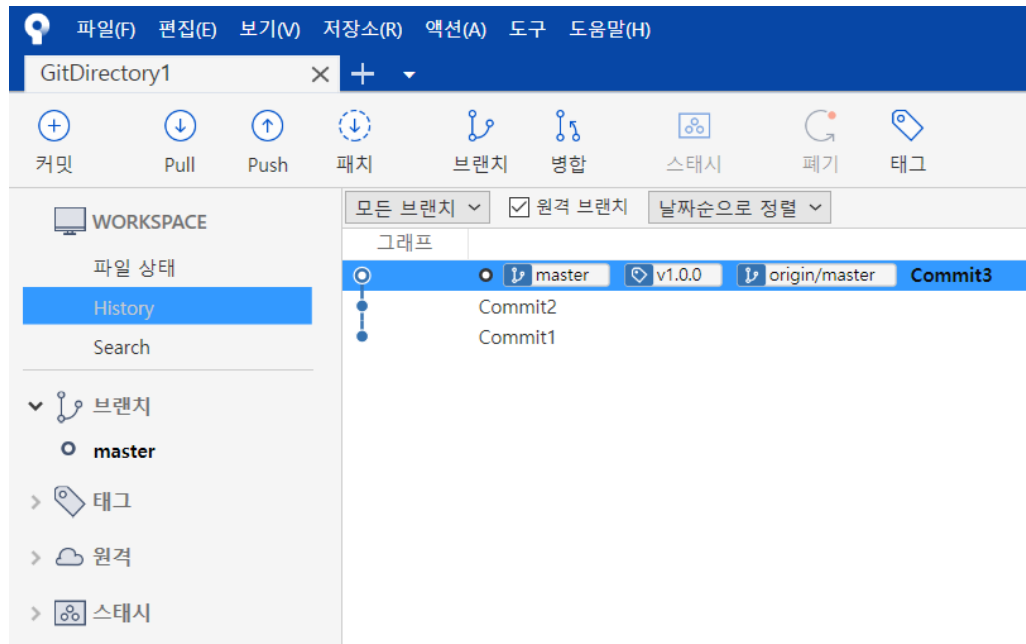 파일(F) 편집(E) 보기(V) 저장소(R) 액션(A) 도구 도움말(H)
GitDirectory1
커밋 Pull Push 패치 브랜치 병합 스태시 폐기 태그
WORKSPACE
파일 상태
History
Search
브랜치
master
태그
원격
스태시
모든 브랜치 원격 브랜치 날짜순으로 정렬
그래프
master v1.0.0 origin/master Commit3
Commit2
Commit1